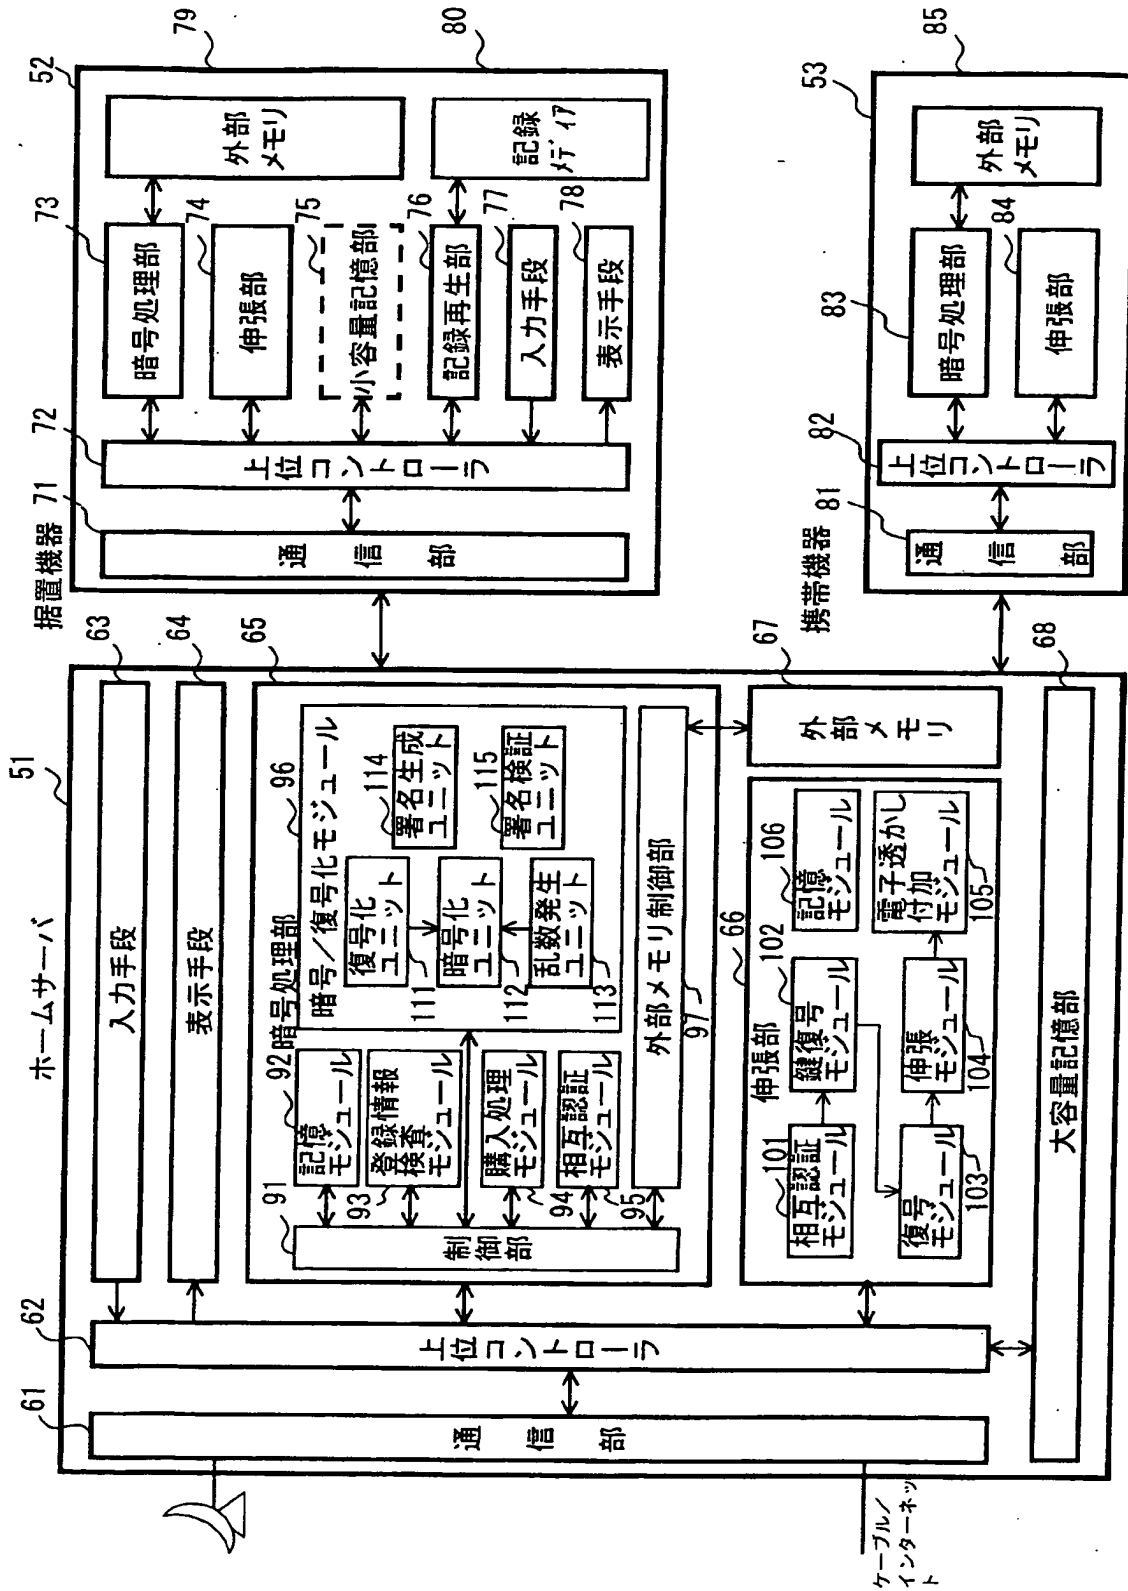 ホームサーバ
51
61
通信部
62
上位コントローラ
63
入力手段
64
表示手段
65
暗号処理部
91
制御部
92
記憶
モジュール
93
登録情報
検査
モジュール
94
購入処理
モジュール
95
相互認証
モジュール
96
暗号/復号化モジュール
111
復号化
ユニット
112
暗号化
ユニット
113
乱数発生
ユニット
114
署名生成
ユニット
115
署名検証
ユニット
外部メモリ制御部
97
66
伸張部
101
相互認証
モジュール
102
鍵復号
モジュール
103
復号
モジュール
104
伸張
モジュール
105
電子透かし
付加
モジュール
106
記憶
モジュール
67
外部メモリ
68
大容量記憶部
ケーブル/
インターネッ
ト
据置機器
52
71
通信部
72
上位コントローラ
73
暗号処理部
74
伸張部
75
小容量記憶部
76
記録再生部
77
入力手段
78
表示手段
79
外部
メモリ
80
記録
メディア
携帯機器
53
81
通信部
82
上位コントローラ
83
暗号処理部
84
伸張部
85
外部
メモリ